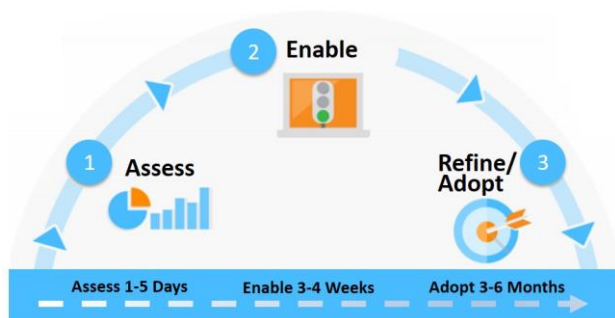 2
Enable
1
Assess
Refine/
Adopt
3
Assess 1-5 Days
Enable 3-4 Weeks
Adopt 3-6 Months